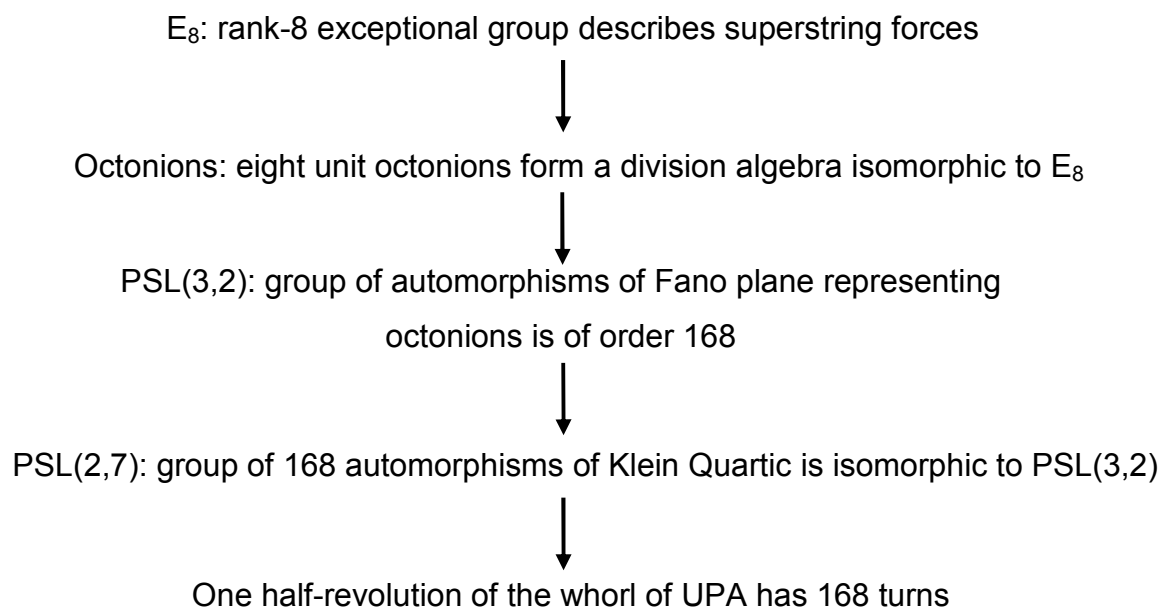 E₈: rank-8 exceptional group describes superstring forces
Octonions: eight unit octonions form a division algebra isomorphic to E₈
PSL(3,2): group of automorphisms of Fano plane representing
octonions is of order 168
PSL(2,7): group of 168 automorphisms of Klein Quartic is isomorphic to PSL(3,2)
One half-revolution of the whorl of UPA has 168 turns